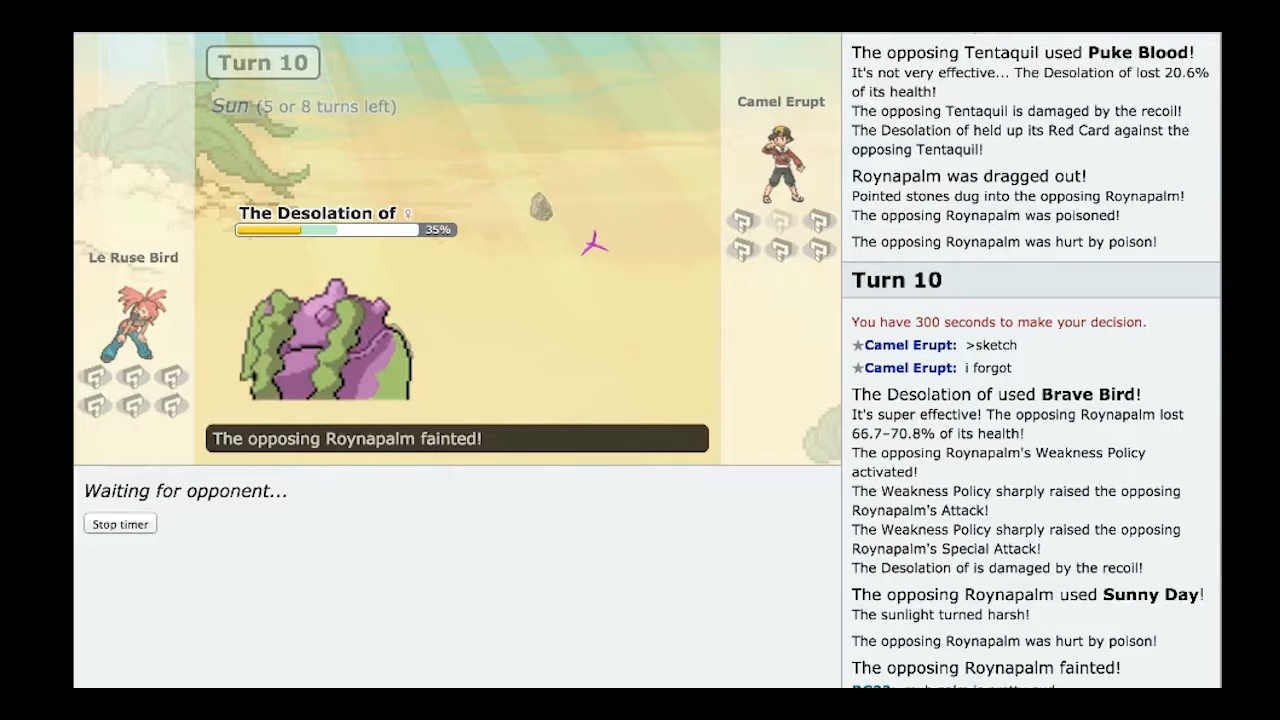 Turn 10
Sun (5 or 8 turns left)
The Desolation of ♀
35%
Le Ruse Bird
Camel Erupt
The opposing Roynapalm fainted!
Waiting for opponent...
Stop timer
The opposing Tentaquil used Puke Blood!
It's not very effective... The Desolation of lost 20.6%
of its health!
The opposing Tentaquil is damaged by the recoil!
The Desolation of held up its Red Card against the
opposing Tentaquil!
Roynapalm was dragged out!
Pointed stones dug into the opposing Roynapalm!
The opposing Roynapalm was poisoned!
The opposing Roynapalm was hurt by poison!
Turn 10
You have 300 seconds to make your decision.
★Camel Erupt: >sketch
★Camel Erupt: i forgot
The Desolation of used Brave Bird!
It's super effective! The opposing Roynapalm lost
66.7–70.8% of its health!
The opposing Roynapalm's Weakness Policy
activated!
The Weakness Policy sharply raised the opposing
Roynapalm's Attack!
The Weakness Policy sharply raised the opposing
Roynapalm's Special Attack!
The Desolation of is damaged by the recoil!
The opposing Roynapalm used Sunny Day!
The sunlight turned harsh!
The opposing Roynapalm was hurt by poison!
The opposing Roynapalm fainted!